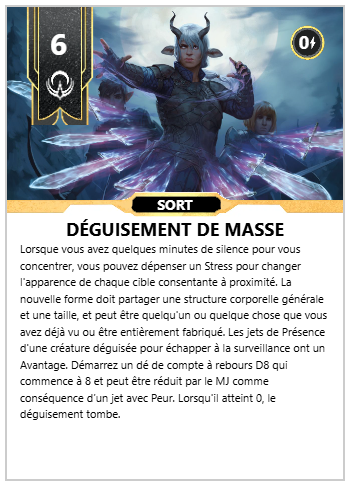 6
0
SORT
DÉGUISEMENT DE MASSE
Lorsque vous avez quelques minutes de silence pour vous
concentrer, vous pouvez dépenser un Stress pour changer
l'apparence de chaque cible consentante à proximité. La
nouvelle forme doit partager une structure corporelle générale
et une taille, et peut être quelqu'un ou quelque chose que vous
avez déjà vu ou être entièrement fabriqué. Les jets de Présence
d'une créature déguisée pour échapper à la surveillance ont un
Avantage. Démarrez un dé de compte à rebours D8 qui
commence à 8 et peut être réduit par le MJ comme
conséquence d'un jet avec Peur. Lorsqu'il atteint 0, le
déguisement tombe.